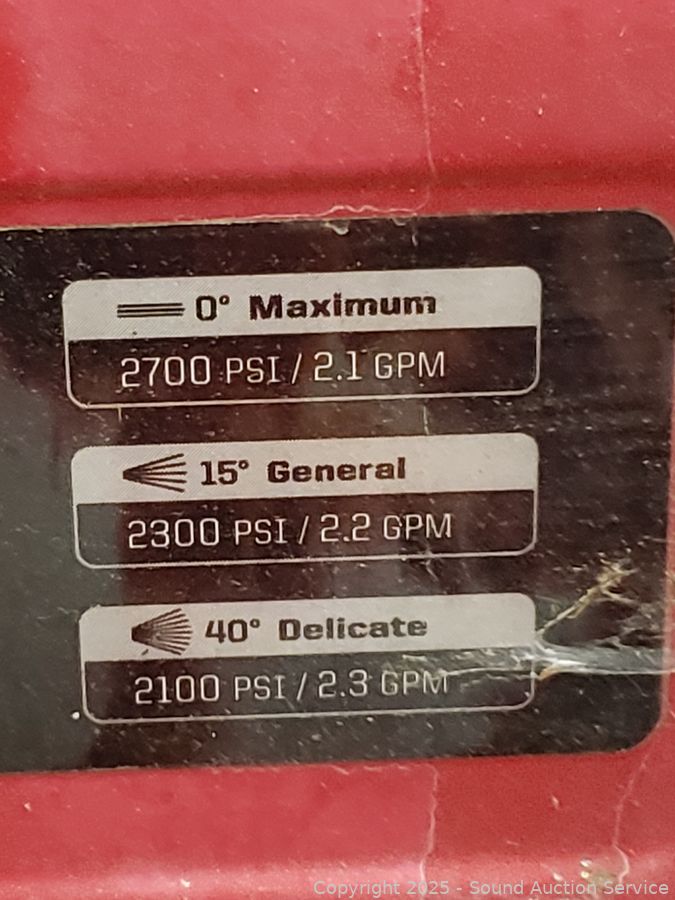 0° Maximum
2700 PSI / 2.1 GPM
15° General
2300 PSI / 2.2 GPM
40° Delicate
2100 PSI / 2.3 GPM
Copyright 2025 - Sound Auction Service